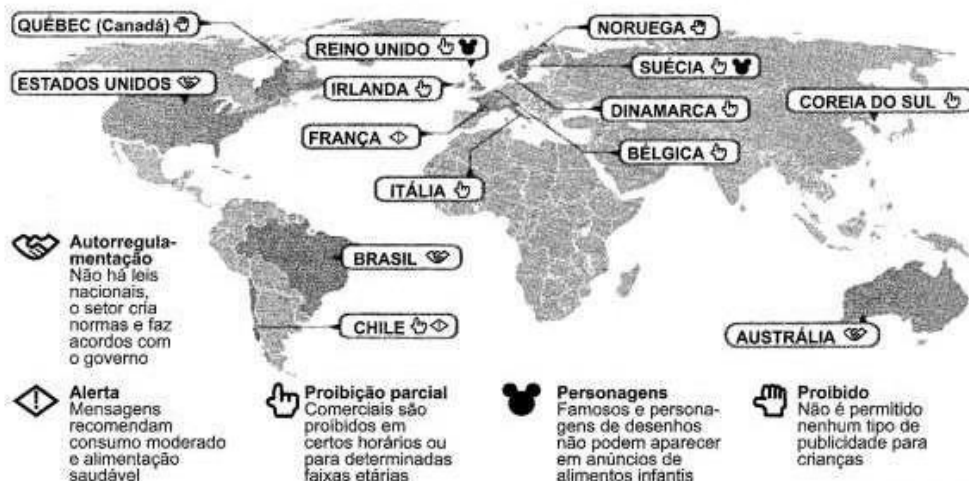 QUÉBEC (Canadá)
ESTADOS UNIDOS
REINO UNIDO
IRLANDA
FRANÇA
ITÁLIA
NORUEGA
SUÉCIA
DINAMARCA
BÉLGICA
COREIA DO SUL
BRASIL
CHILE
AUSTRÁLIA
Autorregula-
mentação
Não há leis
nacionais,
o setor cria
normas e faz
acordos com
o governo
Alerta
Mensagens
recomendam
consumo moderado
e alimentação
saudável
Proibição parcial
Comerciais são
proibidos em
certos horários ou
para determinadas
faixas etárias
Personagens
Famosos e persona-
gens de desenhos
não podem aparecer
em anúncios de
alimentos infantis
Proibido
Não é permitido
nenhum tipo de
publicidade para
crianças